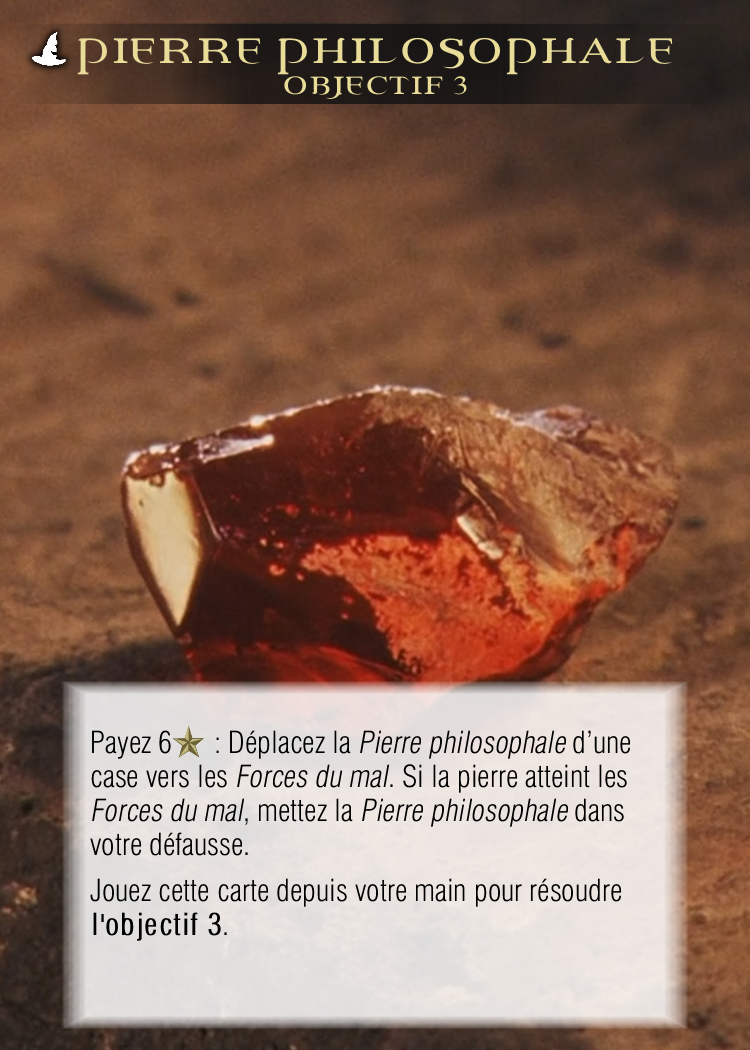 PIERRE PHILOSOPHALE
OBJECTIF 3
Payez 6 : Déplacez la Pierre philosophale d’une
case vers les Forces du mal. Si la pierre atteint les
Forces du mal, mettez la Pierre philosophale dans
votre défausse.
Jouez cette carte depuis votre main pour résoudre
l'objectif 3.